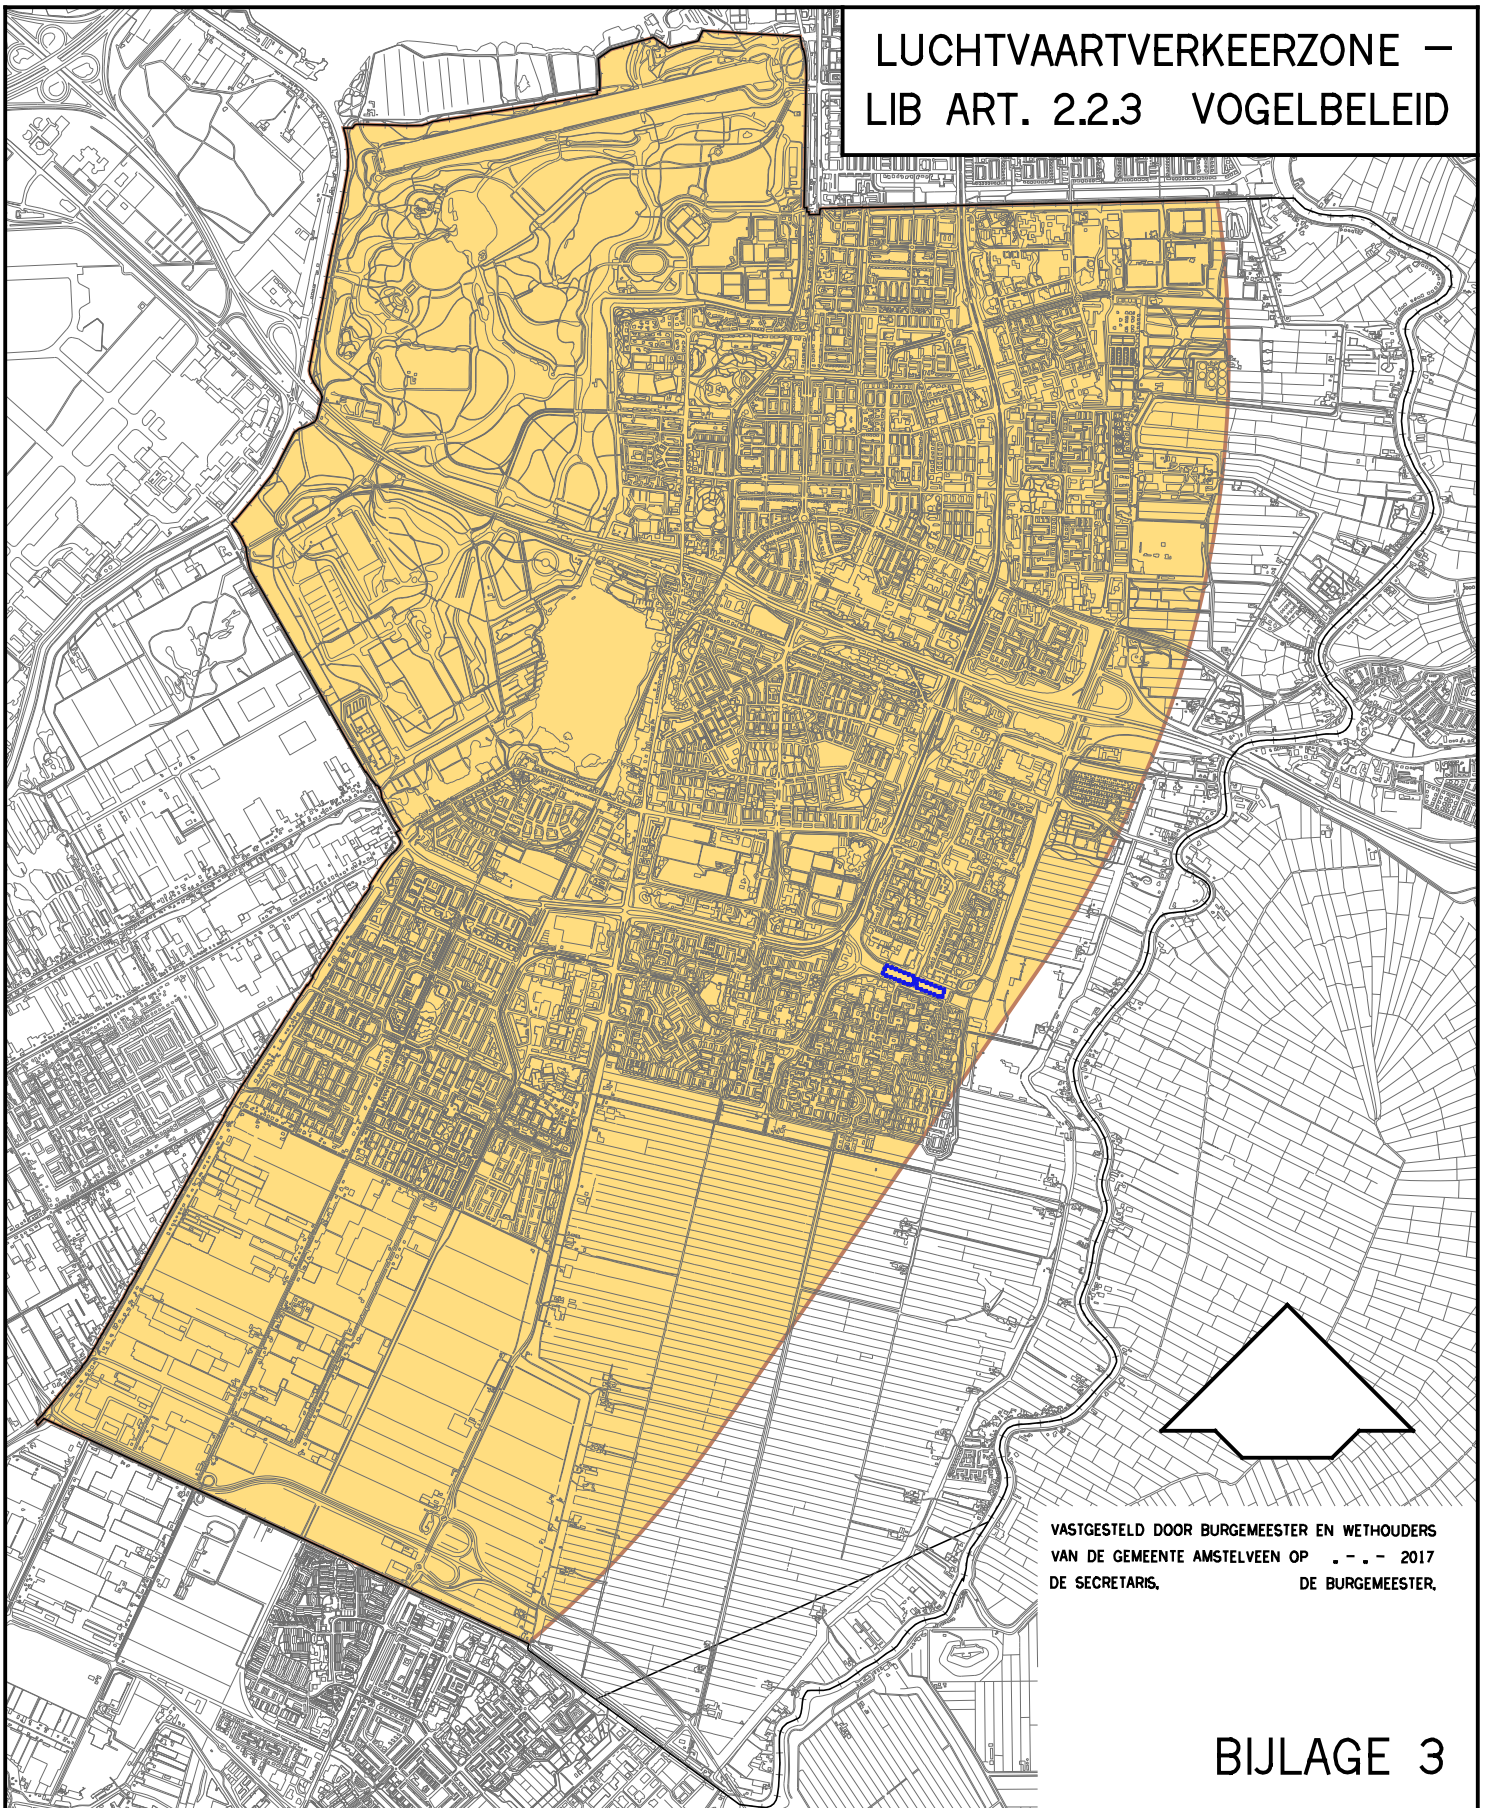 LUCHTVAARTVERKEERZONE –
LIB ART. 2.2.3 VOGELBELEID
VASTGESTELD DOOR BURGEMEESTER EN WETHOUDERS
VAN DE GEMEENTE AMSTELVEEN OP .-.- 2017
DE SECRETARIS, DE BURGEMEESTER,
BIJLAGE 3